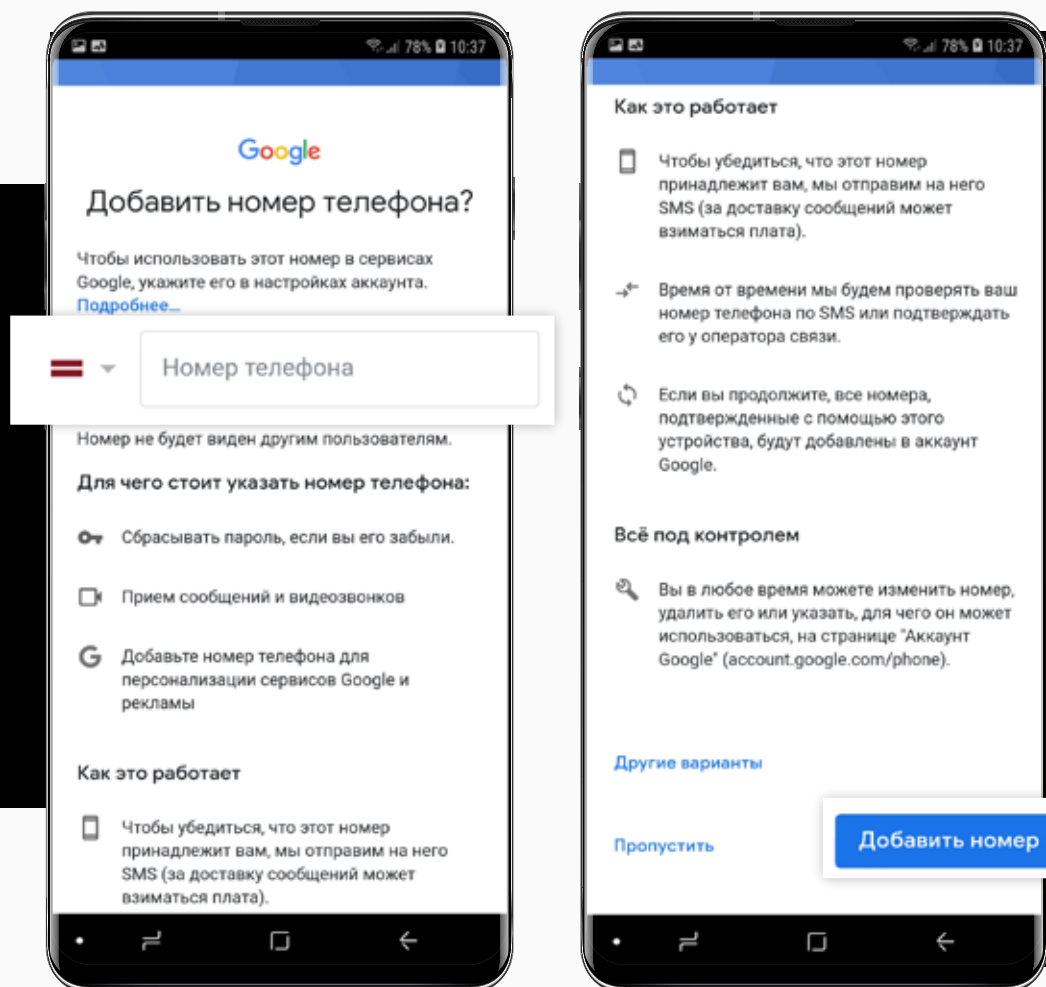 78% 10:37
Google
Добавить номер телефона?
Чтобы использовать этот номер в сервисах
Google, укажите его в настройках аккаунта.
Подробнее...
Номер телефона
Номер не будет виден другим пользователям.
Для чего стоит указать номер телефона:
Сбрасывать пароль, если вы его забыли.
Прием сообщений и видеозвонков
G Добавьте номер телефона для
персонализации сервисов Google и
рекламы
Как это работает
Чтобы убедиться, что этот номер
принадлежит вам, мы отправим на него
SMS (за доставку сообщений может
взиматься плата).
78% 10:37
Как это работает
Чтобы убедиться, что этот номер
принадлежит вам, мы отправим на него
SMS (за доставку сообщений может
взиматься плата).
Время от времени мы будем проверять ваш
номер телефона по SMS или подтверждать
его у оператора связи.
Если вы продолжите, все номера,
подтвержденные с помощью этого
устройства, будут добавлены в аккаунт
Google.
Всё под контролем
Вы в любое время можете изменить номер,
удалить его или указать, для чего он может
использоваться, на странице "Аккаунт
Google" (account.google.com/phone).
Другие варианты
Пропустить
Добавить номер